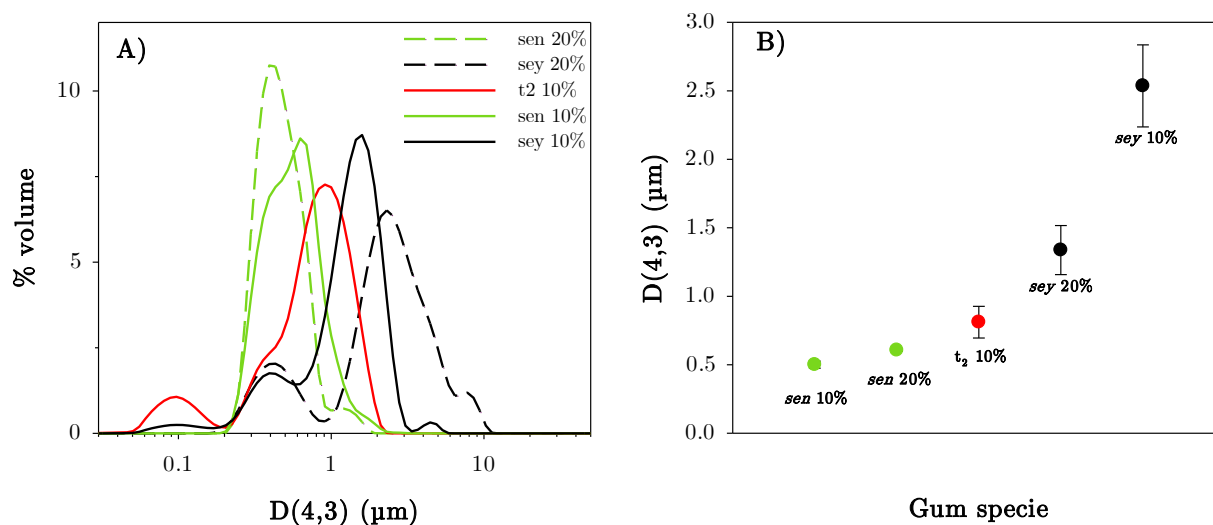 A)
sen 20%
sey 20%
t2 10%
sen 10%
sey 10%
10
5
0
% volume
0.1 1 10
D(4,3) (µm)
B)
3.0
2.5
2.0
1.5
1.0
0.5
0.0
D(4,3) (µm)
sey 10%
sey 20%
t2 10%
sen 20%
sen 10%
Gum specie